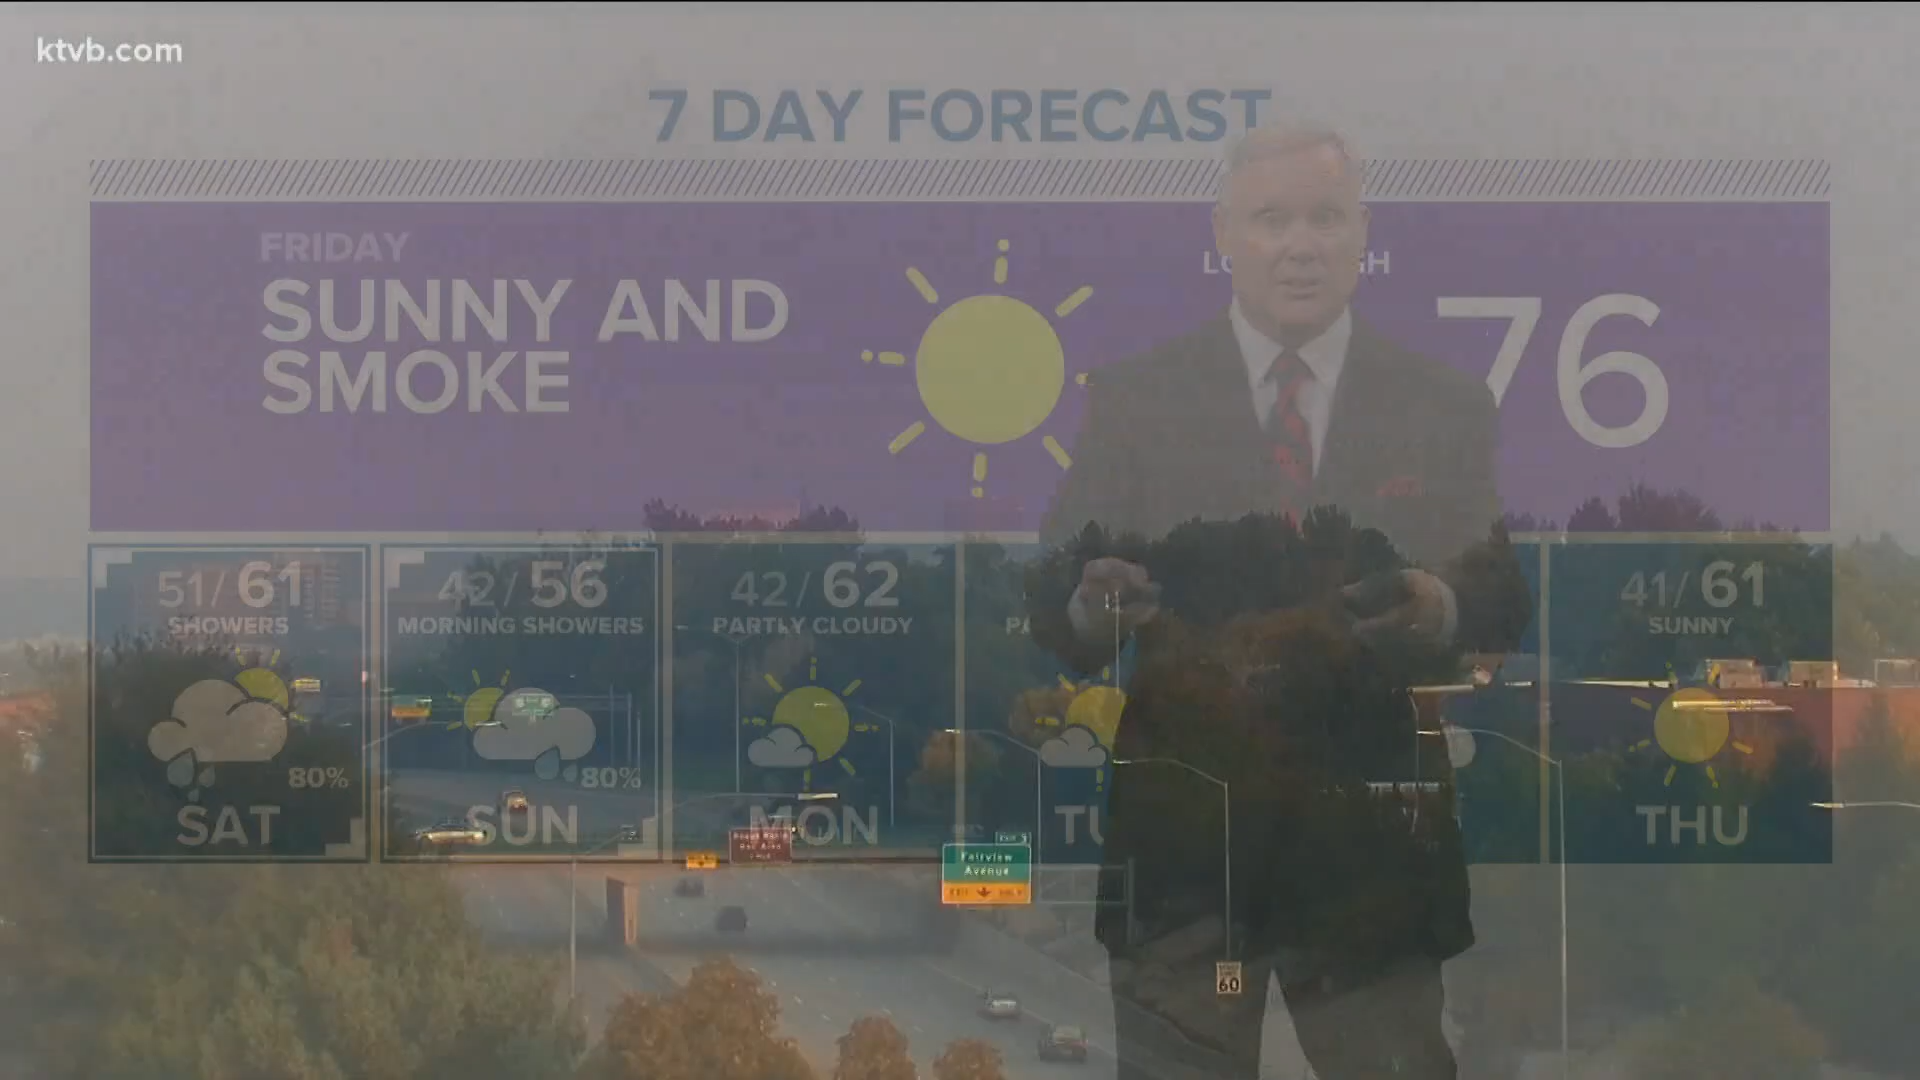 ktvb.com
7 DAY FORECAST
FRIDAY
SUNNY AND
SMOKE
76
51/61
SHOWERS
80%
SAT
42/56
MORNING SHOWERS
80%
SUN
42/62
PARTLY CLOUDY
MON
41/61
SUNNY
THU
Fairview
Avenue
60